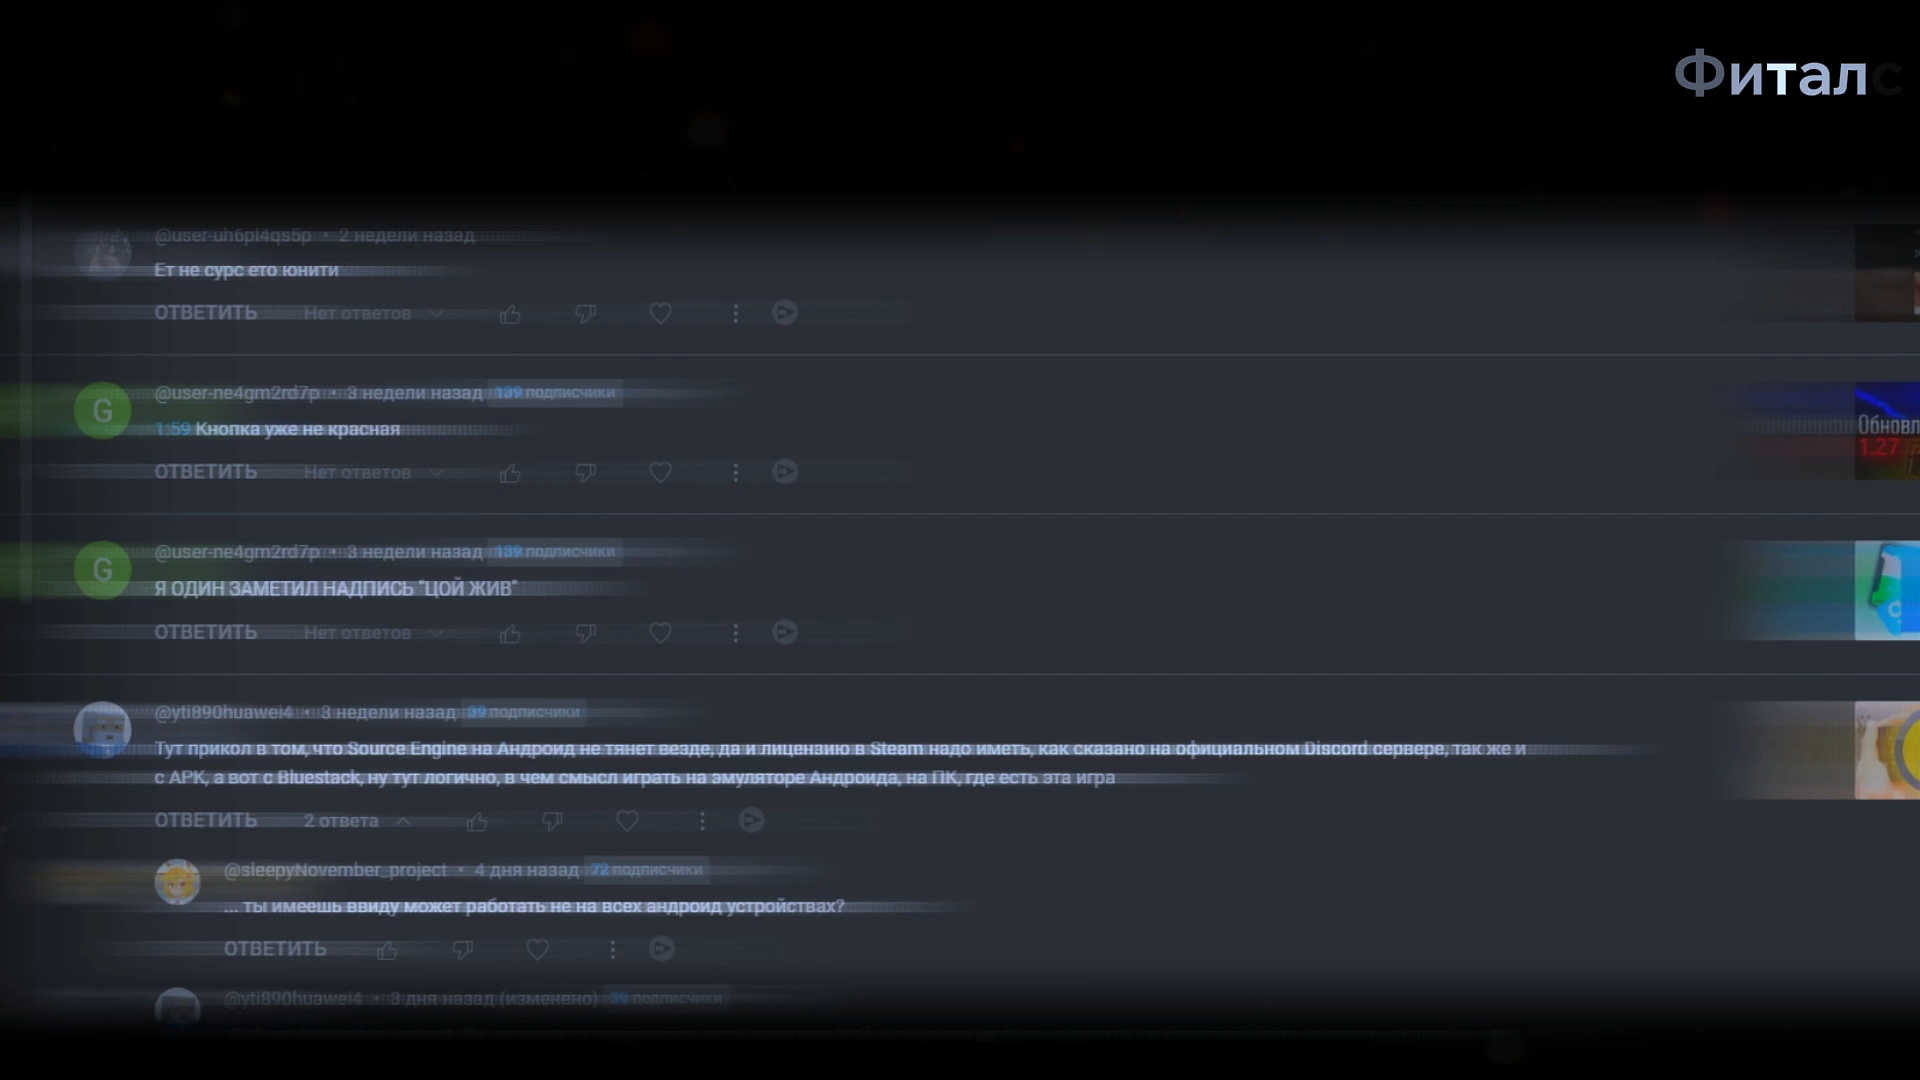 Фиталс
@user-uh6pl4qs5p • 2 недели назад
Ет не сурс ето юнити
ОТВЕТИТЬ Нет ответов
@user-ne4gm2rd7p • 3 недели назад 139 подписчики
1:59 Кнопка уже не красная
ОТВЕТИТЬ Нет ответов
Обновл
1.27
G
@user-ne4gm2rd7p • 3 недели назад 139 подписчики
Я ОДИН ЗАМЕТИЛ НАДПИСЬ "ЦОЙ ЖИВ"
ОТВЕТИТЬ Нет ответов
G
@yti890huawei4 • 3 недели назад 39 подписчики
Тут прикол в том, что Source Engine на Андроид не тянет везде, да и лицензию в Steam надо иметь, как сказано на официальном Discord сервере, так же и
с APK, а вот с Bluestack, ну тут логично, в чем смысл играть на эмуляторе Андроида, на ПК, где есть эта игра
ОТВЕТИТЬ 2 ответа
@sleepyNovember_project • 4 дня назад 72 подписчики
... ты имеешь ввиду может работать не на всех андроид устройствах?
ОТВЕТИТЬ
@yti890huawei4 • 3 дня назад (изменено) 39 подписчики